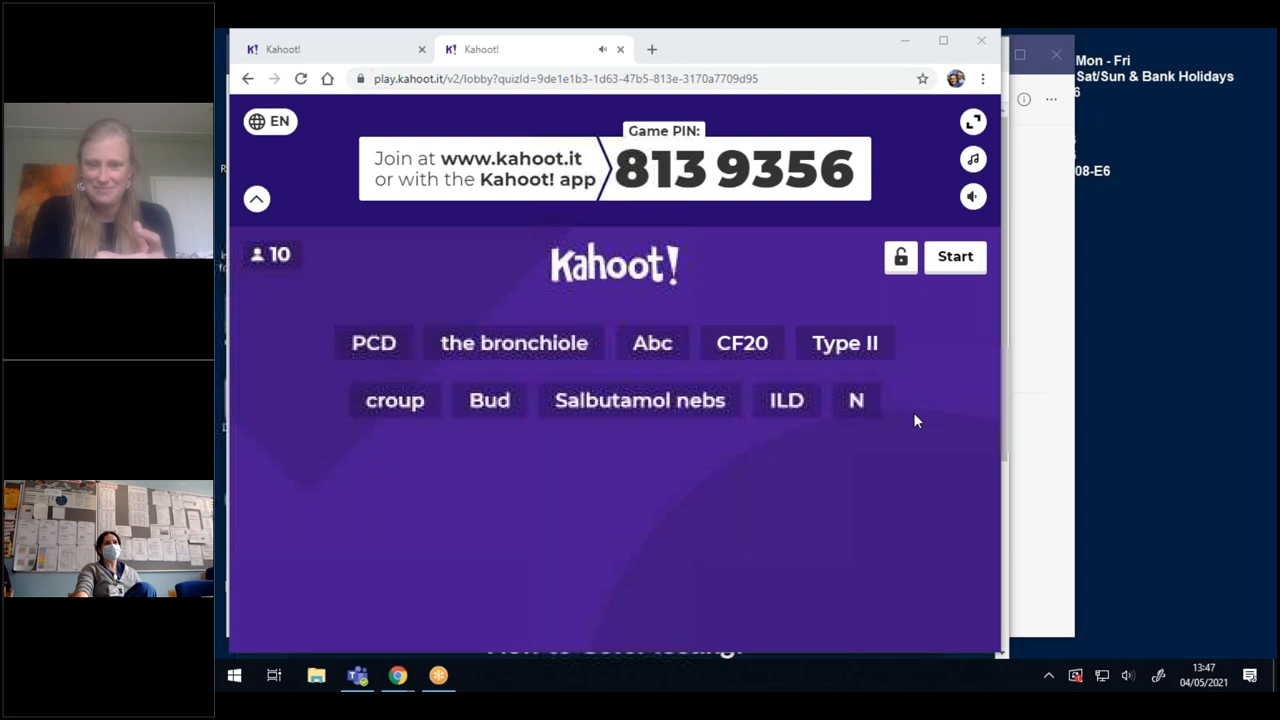 Kahoot!
Kahoot!
play.kahoot.it/v2/lobby?quizId=9de1e1b3-1d63-47b5-813e-3170a7709d95
Mon - Fri
Sat/Sun & Bank Holidays
6
08-E6
EN
Game PIN:
Join at www.kahoot.it
or with the Kahoot! app
813 9356
10
Kahoot!
Start
PCD
the bronchiole
Abc
CF20
Type II
croup
Bud
Salbutamol nebs
ILD
N
13:47
04/05/2021